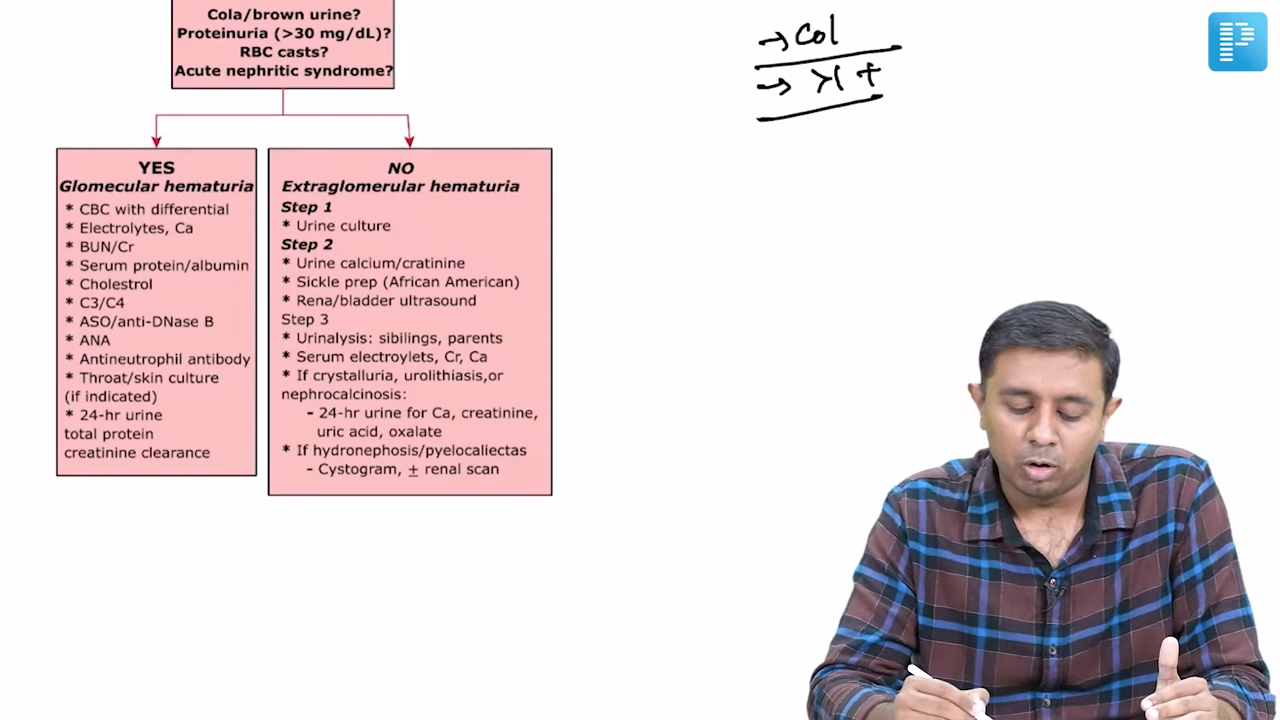 Cola/brown urine?
Proteinuria (>30 mg/dL)?
RBC casts?
Acute nephritic syndrome?
YES
Glomecular hematuria
* CBC with differential
* Electrolytes, Ca
* BUN/Cr
* Serum protein/albumin
* Cholestrol
* C3/C4
* ASO/anti-DNase B
* ANA
* Antineutrophil antibody
* Throat/skin culture
(if indicated)
* 24-hr urine
total protein
creatinine clearance
NO
Extraglomerular hematuria
Step 1
* Urine culture
Step 2
* Urine calcium/cratinine
* Sickle prep (African American)
* Rena/bladder ultrasound
Step 3
* Urinalysis: sibilings, parents
* Serum electroylets, Cr, Ca
* If crystalluria, urolithiasis,or
nephrocalcinosis:
- 24-hr urine for Ca, creatinine,
uric acid, oxalate
* If hydronephosis/pyelocaliectas
- Cystogram, ± renal scan
→ Col
→ >1 +
P